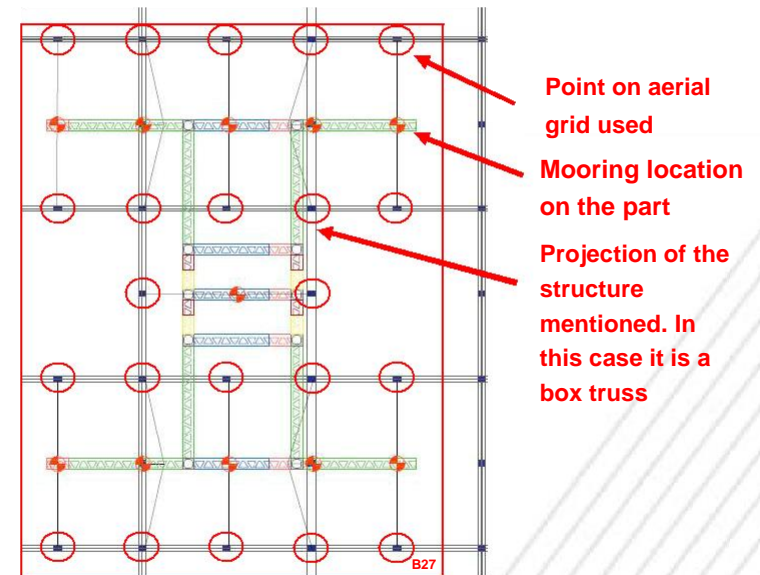 Point on aerial
grid used
Mooring location
on the part
Projection of the
structure
mentioned. In
this case it is a
box truss
B27